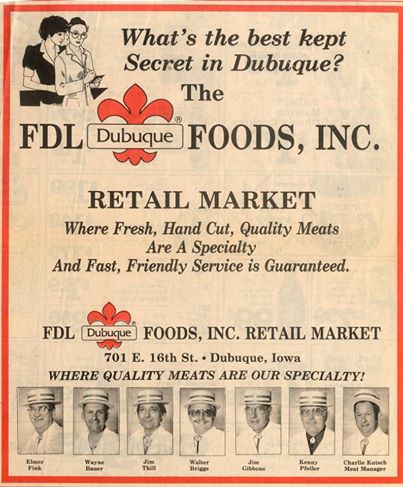 What's the best kept
Secret in Dubuque?
The
FDL Dubuque® FOODS, INC.
RETAIL MARKET
Where Fresh, Hand Cut, Quality Meats
Are A Specialty
And Fast, Friendly Service is Guaranteed.
FDL Dubuque FOODS, INC. RETAIL MARKET
701 E. 16th St. • Dubuque, Iowa
WHERE QUALITY MEATS ARE OUR SPECIALTY!
Elmer Fink
Wayne Bauer
Jim Thill
Walter Briggs
Jim Gibbons
Kenny Pfeiler
Charlie Kutsch
Meat Manager